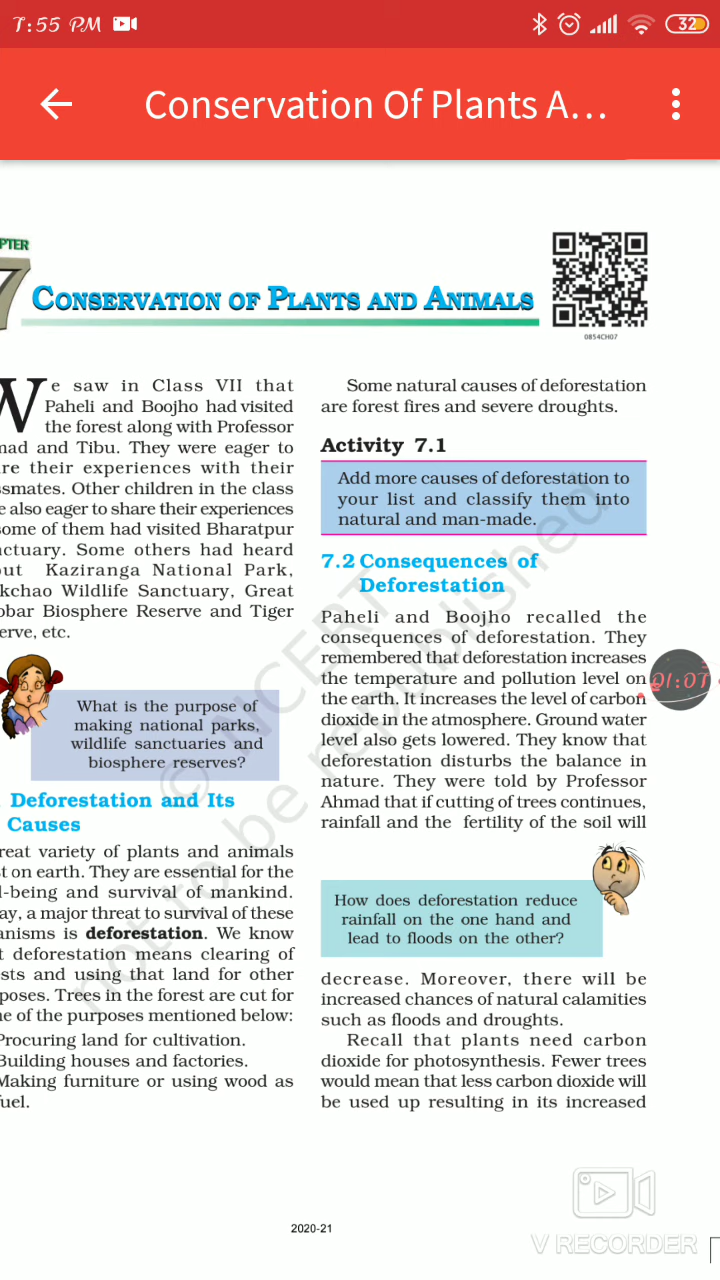 7:55 PM
32
Conservation Of Plants A...
PTER
7
CONSERVATION OF PLANTS AND ANIMALS
0854CH07
We saw in Class VII that
Paheli and Boojho had visited
the forest along with Professor
mad and Tibu. They were eager to
re their experiences with their
ssmates. Other children in the class
e also eager to share their experiences
some of them had visited Bharatpur
nctuary. Some others had heard
out Kaziranga National Park,
kchao Wildlife Sanctuary, Great
obar Biosphere Reserve and Tiger
erve, etc.
What is the purpose of
making national parks,
wildlife sanctuaries and
biosphere reserves?
Deforestation and Its
Causes
reat variety of plants and animals
st on earth. They are essential for the
l-being and survival of mankind.
ay, a major threat to survival of these
anisms is deforestation. We know
t deforestation means clearing of
sts and using that land for other
poses. Trees in the forest are cut for
ne of the purposes mentioned below:
Procuring land for cultivation.
Building houses and factories.
Making furniture or using wood as
fuel.
Some natural causes of deforestation
are forest fires and severe droughts.
Activity 7.1
Add more causes of deforestation to
your list and classify them into
natural and man-made.
7.2 Consequences of
Deforestation
Paheli and Boojho recalled the
consequences of deforestation. They
remembered that deforestation increases
the temperature and pollution level on
the earth. It increases the level of carbon
dioxide in the atmosphere. Ground water
level also gets lowered. They know that
deforestation disturbs the balance in
nature. They were told by Professor
Ahmad that if cutting of trees continues,
rainfall and the fertility of the soil will
How does deforestation reduce
rainfall on the one hand and
lead to floods on the other?
decrease. Moreover, there will be
increased chances of natural calamities
such as floods and droughts.
Recall that plants need carbon
dioxide for photosynthesis. Fewer trees
would mean that less carbon dioxide will
be used up resulting in its increased
01:07
© NCERT
not to be republished
2020-21
V RECORDER